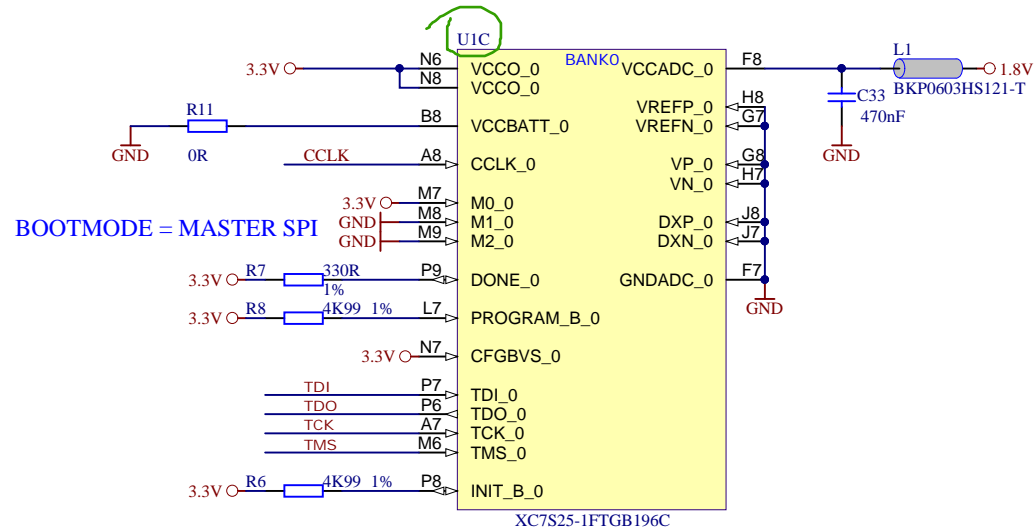 U1C
BANK0
3.3V N6 VCCO_0 VCCADC_0 F8 L1 1.8V
N8 VCCO_0 BKP0603HS121-T
C33
470nF
GND
R11 B8 VCCBATT_0 VREFP_0 H8
GND 0R VREFN_0 G7
CCLK A8 CCLK_0 VP_0 G8
VN_0 H7
3.3V M7 M0_0
BOOTMODE = MASTER SPI GND M8 M1_0 DXP_0 J8
GND M9 M2_0 DXN_0 J7
3.3V R7 330R P9 DONE_0 GNDADC_0 F7
1%
GND
3.3V R8 4K99 1% L7 PROGRAM_B_0
3.3V N7 CFGBVS_0
TDI P7 TDI_0
TDO P6 TDO_0
TCK A7 TCK_0
TMS M6 TMS_0
3.3V R6 4K99 1% P8 INIT_B_0
XC7S25-1FTGB196C